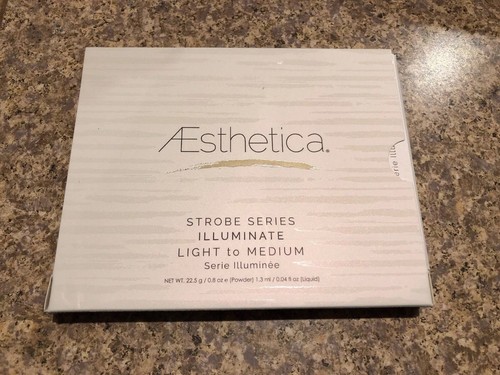 ÆSthetica®
STROBE SERIES
ILLUMINATE
LIGHT to MEDIUM
Serie Illuminée
NET WT. 22.5 g / 0.8 oz e (Powder) 1.3 ml / 0.04 fl oz (Liquid)